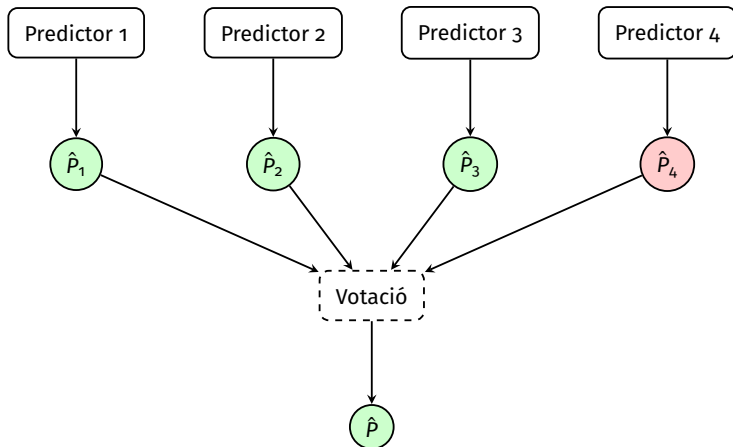 Predictor 1
Predictor 2
Predictor 3
Predictor 4
P̂₁
P̂₂
P̂₃
P̂₄
Votació
P̂